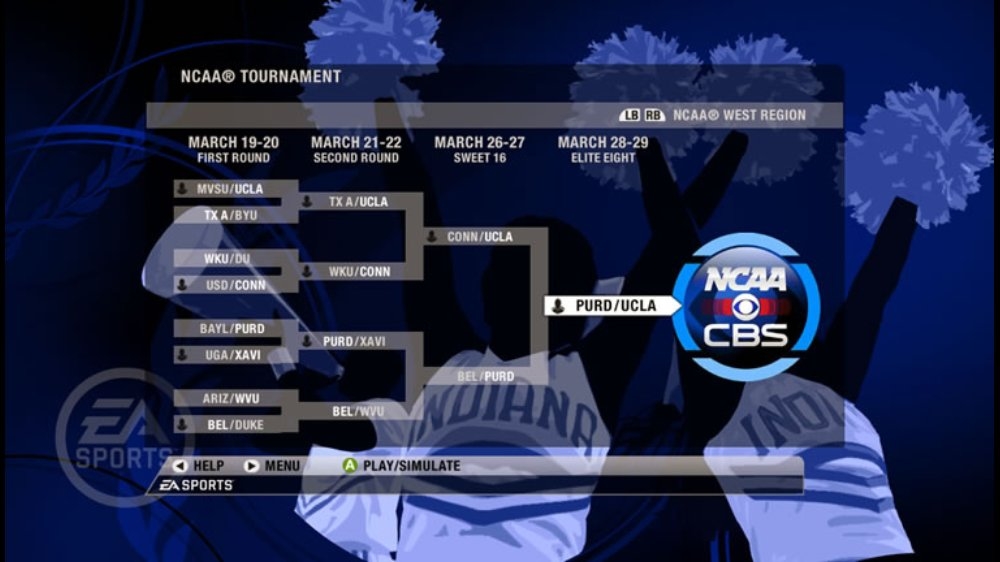 NCAA® TOURNAMENT
LB RB NCAA® WEST REGION
MARCH 19-20 MARCH 21-22 MARCH 26-27 MARCH 28-29
FIRST ROUND SECOND ROUND SWEET 16 ELITE EIGHT
MVSU/UCLA
TX A/UCLA
TX A/BYU
CONN/UCLA
WKU/DU
WKU/CONN
USD/CONN
PURD/UCLA
NCAA
CBS
BAYL/PURD
PURD/XAVI
UGA/XAVI
BEL/PURD
ARIZ/WVU
BEL/WVU
BEL/DUKE
INDIANA
INDI
EA
SPORTS
HELP MENU A PLAY/SIMULATE
EA SPORTS